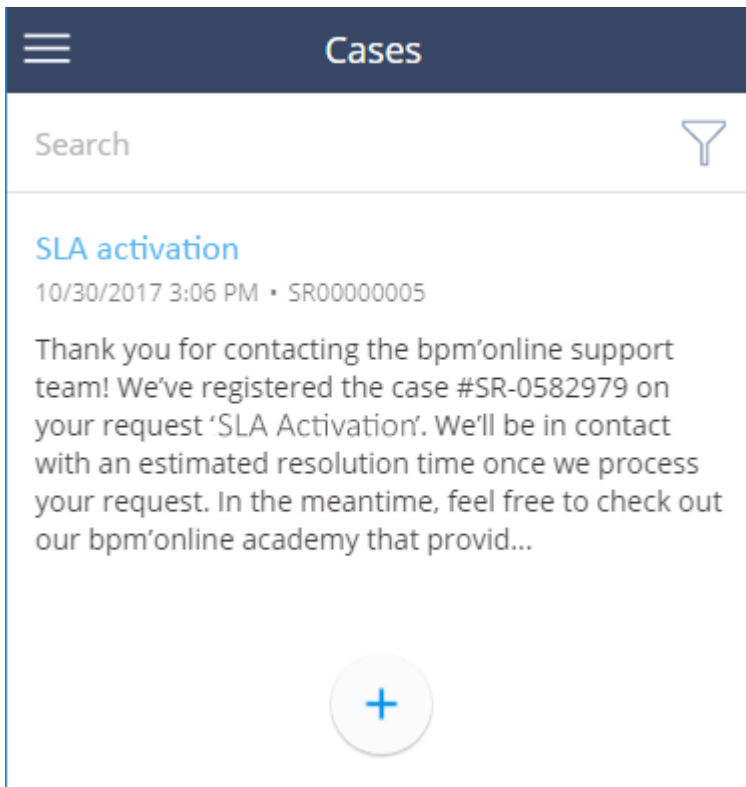 Cases
Search
SLA activation
10/30/2017 3:06 PM • SR00000005
Thank you for contacting the bpm’online support
team! We’ve registered the case #SR-0582979 on
your request ‘SLA Activation’. We’ll be in contact
with an estimated resolution time once we process
your request. In the meantime, feel free to check out
our bpm’online academy that provid...
+